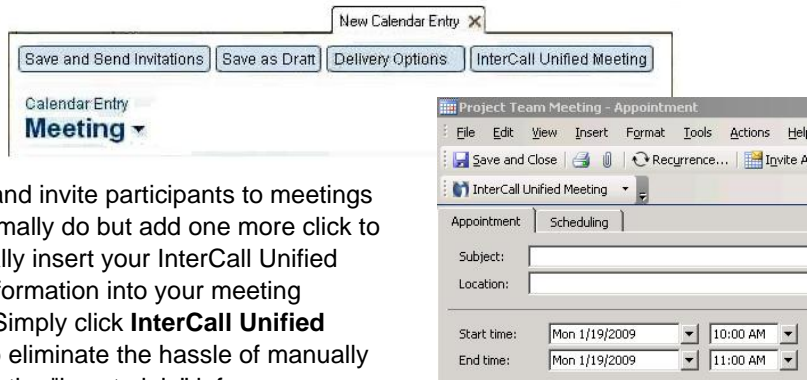 New Calendar Entry
Save and Send Invitations Save as Draft Delivery Options InterCall Unified Meeting
Calendar Entry
Meeting
Project Team Meeting - Appointment
File Edit View Insert Format Tools Actions Help
Save and Close Recurrence... Invite A
InterCall Unified Meeting
Appointment Scheduling
Subject:
Location:
Start time: Mon 1/19/2009 10:00 AM
End time: Mon 1/19/2009 11:00 AM
and invite participants to meetings
mally do but add one more click to
lly insert your InterCall Unified
formation into your meeting
Simply click InterCall Unified
eliminate the hassle of manually